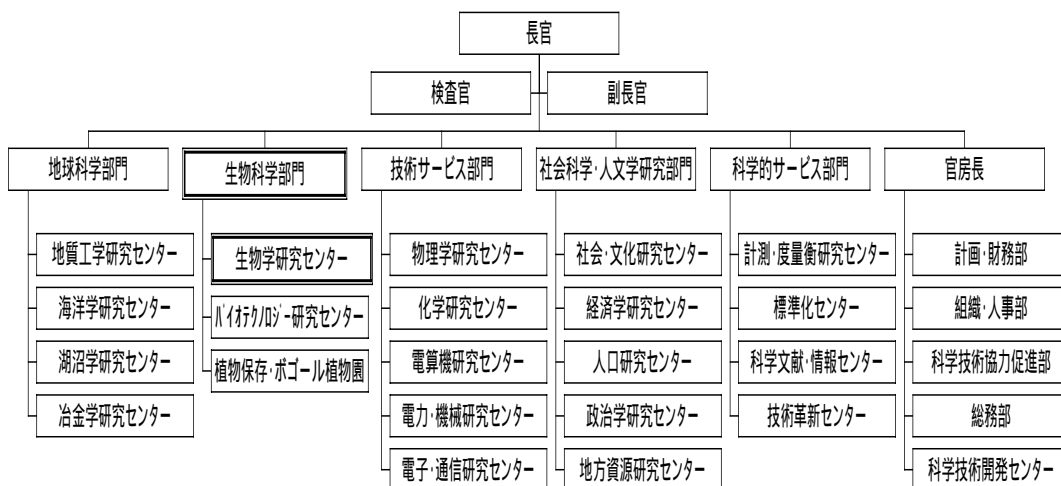 長官
検査官
副長官
地球科学部門
生物科学部門
技術サービス部門
社会科学・人文学研究部門
科学的サービス部門
官房長
地質工学研究センター
海洋学研究センター
湖沼学研究センター
冶金学研究センター
生物学研究センター
ﾊﾞｲｵﾃｸﾉﾛｼﾞｰ研究センター
植物保存・ボゴール植物園
物理学研究センター
化学研究センター
電算機研究センター
電力・機械研究センター
電子・通信研究センター
社会・文化研究センター
経済学研究センター
人口研究センター
政治学研究センター
地方資源研究センター
計測・度量衡研究センター
標準化センター
科学文献・情報センター
技術革新センター
計画・財務部
組織・人事部
科学技術協力促進部
総務部
科学技術開発センター